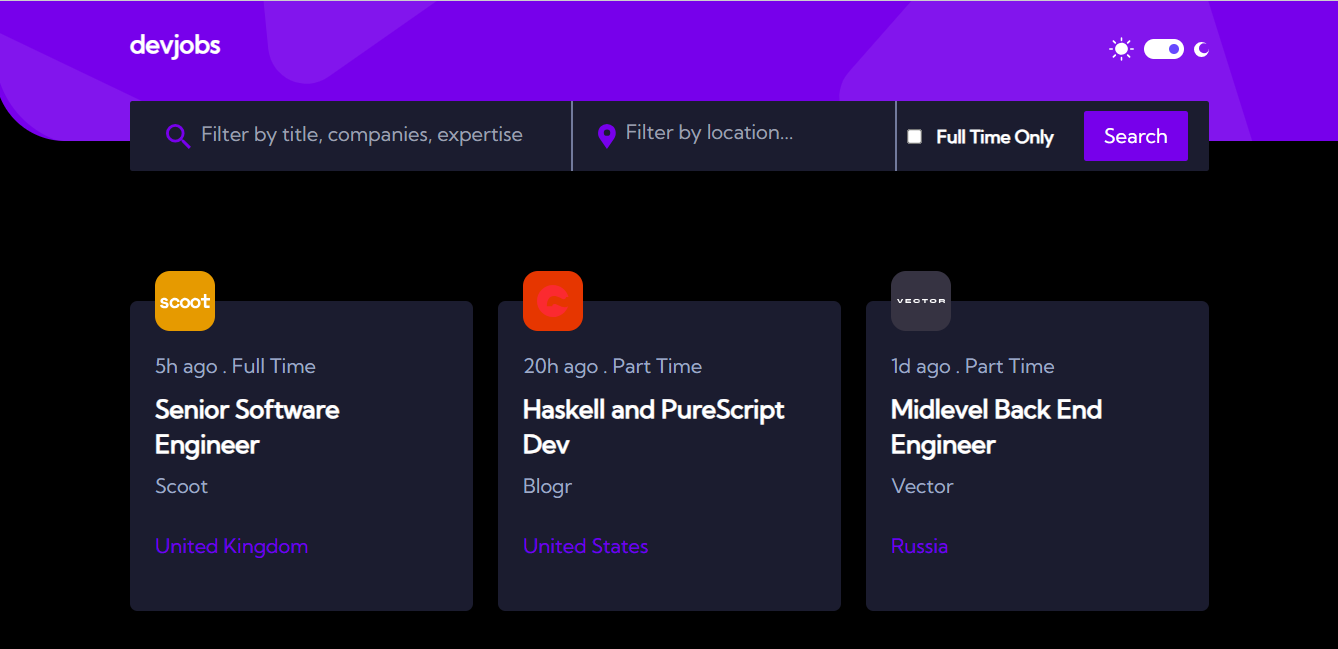 devjobs
Filter by title, companies, expertise
Filter by location...
Full Time Only
Search
scoot
5h ago . Full Time
Senior Software
Engineer
Scoot
United Kingdom
20h ago . Part Time
Haskell and PureScript
Dev
Blogr
United States
VECTOR
1d ago . Part Time
Midlevel Back End
Engineer
Vector
Russia